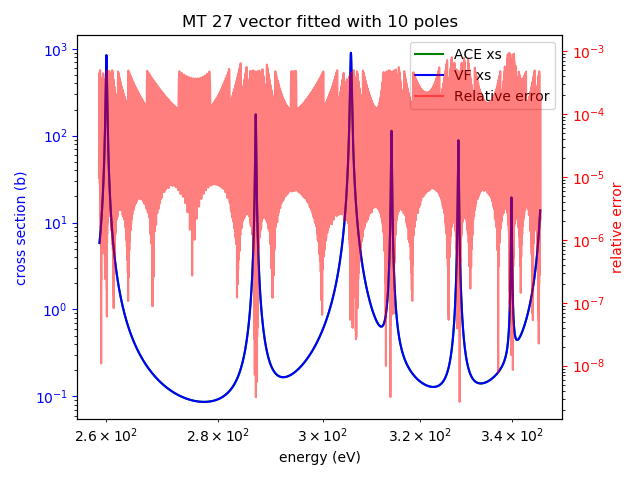 MT 27 vector fitted with 10 poles
ACE xs
VF xs
Relative error
10³
10²
10¹
10⁰
10⁻¹
cross section (b)
10⁻³
10⁻⁴
10⁻⁵
10⁻⁶
10⁻⁷
10⁻⁸
relative error
2.6 × 10² 2.8 × 10² 3 × 10² 3.2 × 10² 3.4 × 10²
energy (eV)